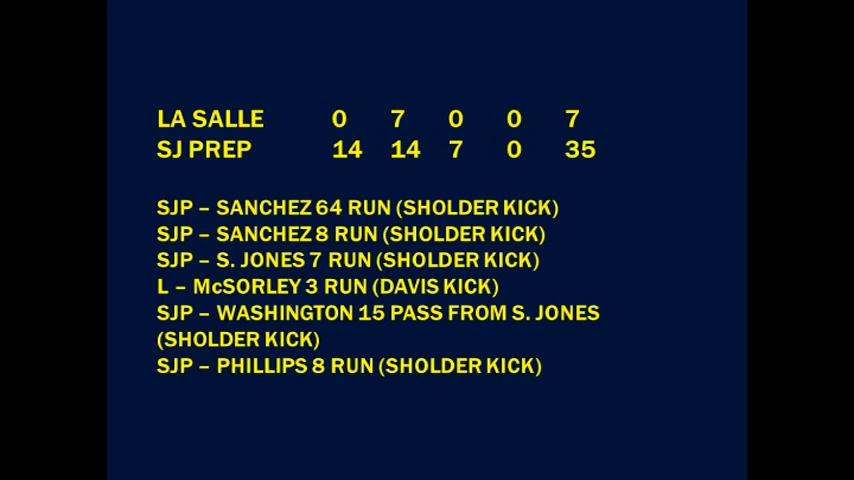 LA SALLE 0 7 0 0 7
SJ PREP 14 14 7 0 35
SJP – SANCHEZ 64 RUN (SHOLDER KICK)
SJP – SANCHEZ 8 RUN (SHOLDER KICK)
SJP – S. JONES 7 RUN (SHOLDER KICK)
L – McSORLEY 3 RUN (DAVIS KICK)
SJP – WASHINGTON 15 PASS FROM S. JONES
(SHOLDER KICK)
SJP – PHILLIPS 8 RUN (SHOLDER KICK)